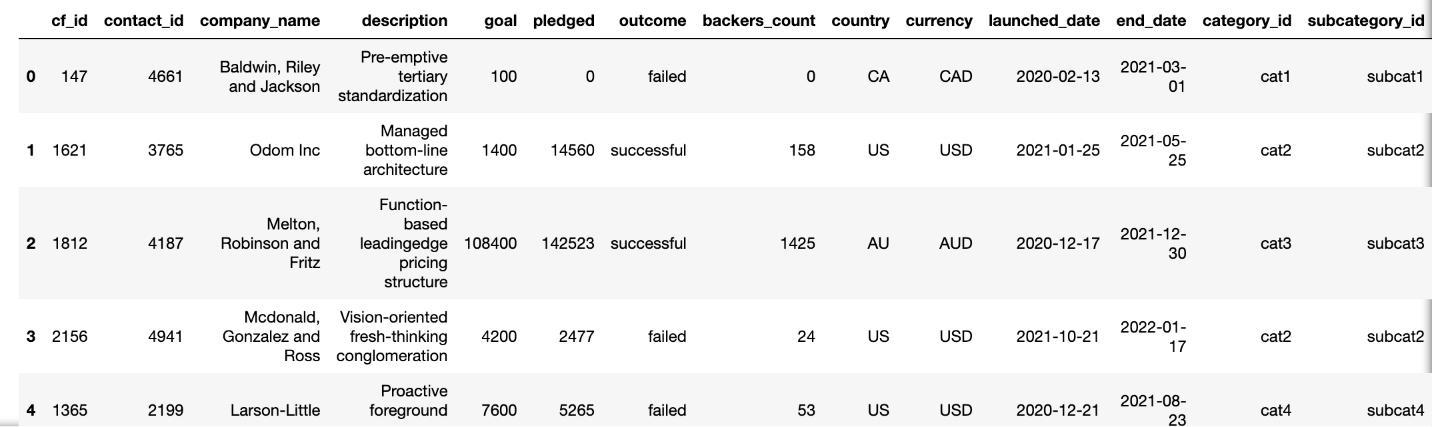 cf_id contact_id company_name description goal pledged outcome backers_count country currency launched_date end_date category_id subcategory_id
0 147 4661 Baldwin, Riley and Jackson Pre-emptive tertiary standardization 100 0 failed 0 CA CAD 2020-02-13 2021-03-01 cat1 subcat1
1 1621 3765 Odom Inc Managed bottom-line architecture 1400 14560 successful 158 US USD 2021-01-25 2021-05-25 cat2 subcat2
2 1812 4187 Melton, Robinson and Fritz Function-based leadingedge pricing structure 108400 142523 successful 1425 AU AUD 2020-12-17 2021-12-30 cat3 subcat3
3 2156 4941 Mcdonald, Gonzalez and Ross Vision-oriented fresh-thinking conglomeration 4200 2477 failed 24 US USD 2021-10-21 2022-01-17 cat2 subcat2
4 1365 2199 Larson-Little Proactive foreground 7600 5265 failed 53 US USD 2020-12-21 2021-08-23 cat4 subcat4